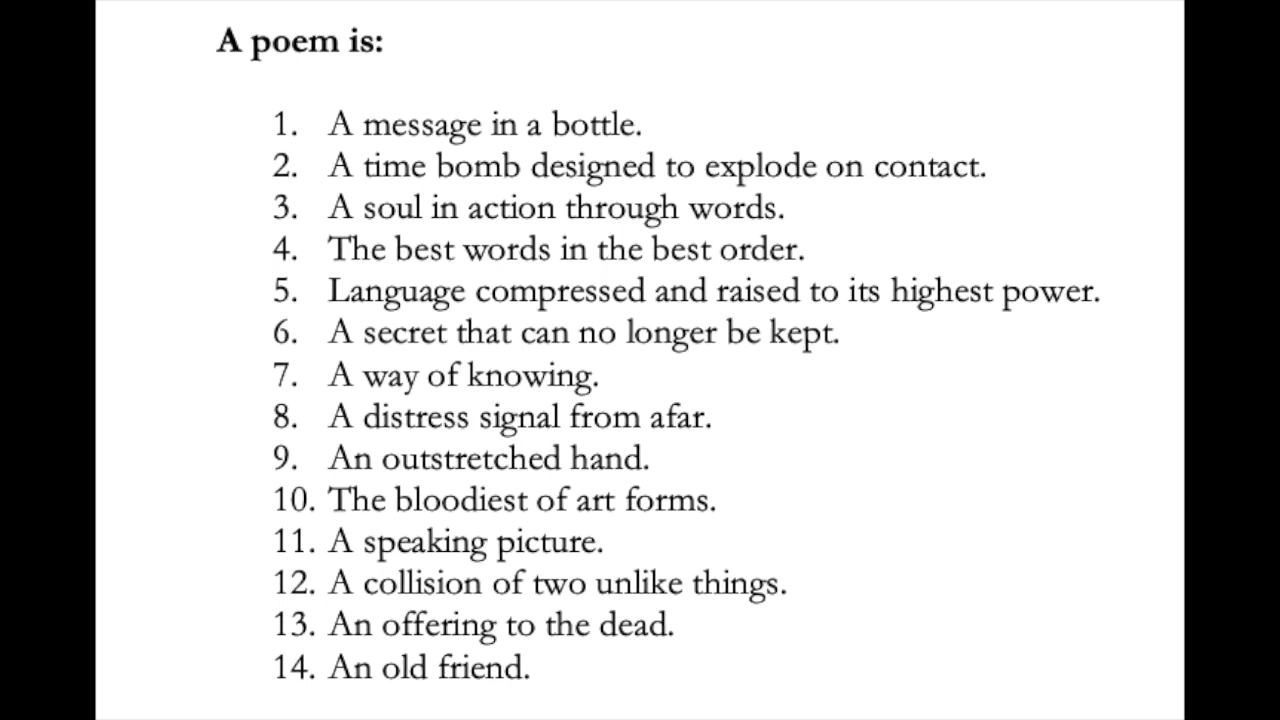 A poem is:
1. A message in a bottle.
2. A time bomb designed to explode on contact.
3. A soul in action through words.
4. The best words in the best order.
5. Language compressed and raised to its highest power.
6. A secret that can no longer be kept.
7. A way of knowing.
8. A distress signal from afar.
9. An outstretched hand.
10. The bloodiest of art forms.
11. A speaking picture.
12. A collision of two unlike things.
13. An offering to the dead.
14. An old friend.